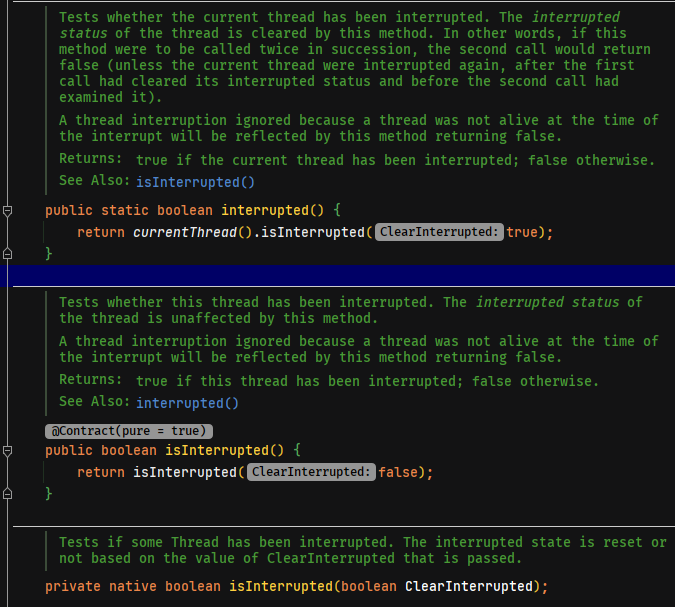 Tests whether the current thread has been interrupted. The interrupted
status of the thread is cleared by this method. In other words, if this
method were to be called twice in succession, the second call would return
false (unless the current thread were interrupted again, after the first
call had cleared its interrupted status and before the second call had
examined it).
A thread interruption ignored because a thread was not alive at the time of
the interrupt will be reflected by this method returning false.
Returns: true if the current thread has been interrupted; false otherwise.
See Also: isInterrupted()
public static boolean interrupted() {
return currentThread().isInterrupted( ClearInterrupted: true);
}
Tests whether this thread has been interrupted. The interrupted status of
the thread is unaffected by this method.
A thread interruption ignored because a thread was not alive at the time of
the interrupt will be reflected by this method returning false.
Returns: true if this thread has been interrupted; false otherwise.
See Also: interrupted()
@Contract(pure = true)
public boolean isInterrupted() {
return isInterrupted( ClearInterrupted: false);
}
Tests if some Thread has been interrupted. The interrupted state is reset or
not based on the value of ClearInterrupted that is passed.
private native boolean isInterrupted(boolean ClearInterrupted);